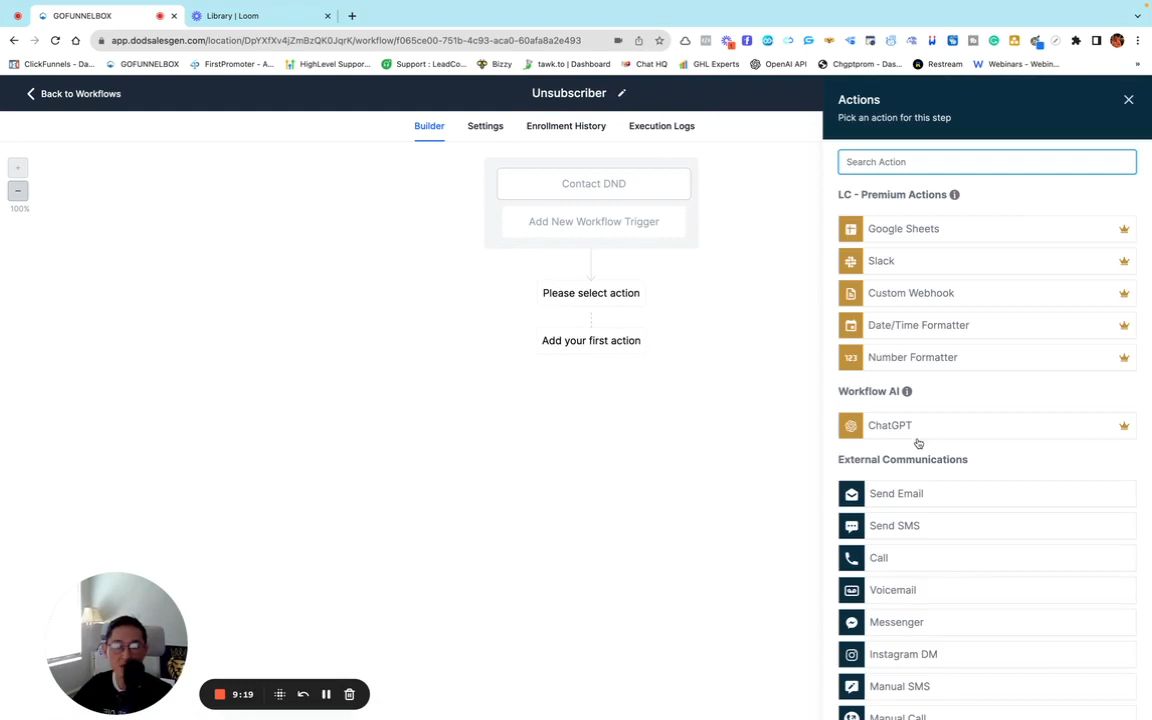 GOFUNNELBOX
Library | Loom
app.dodsalesgen.com/location/DpYXfXv4jZmBzQK0JqrK/workflow/f065ce00-751b-4c93-aca0-60afa8a2e493
ClickFunnels - Da...
GOFUNNELBOX
FirstPromoter - A...
HighLevel Suppor...
Support : LeadCo...
Bizzy
tawk.to | Dashboard
Chat HQ
GHL Experts
OpenAI API
Chgptprom - Das...
Restream
Webinars - Webin...
»
Back to Workflows
Unsubscriber
Builder
Settings
Enrollment History
Execution Logs
100%
Contact DND
Add New Workflow Trigger
Please select action
Add your first action
Actions
Pick an action for this step
Search Action
LC - Premium Actions
Google Sheets
Slack
Custom Webhook
Date/Time Formatter
123 Number Formatter
Workflow AI
ChatGPT
External Communications
Send Email
Send SMS
Call
Voicemail
Messenger
Instagram DM
Manual SMS
Manual Call
9:19